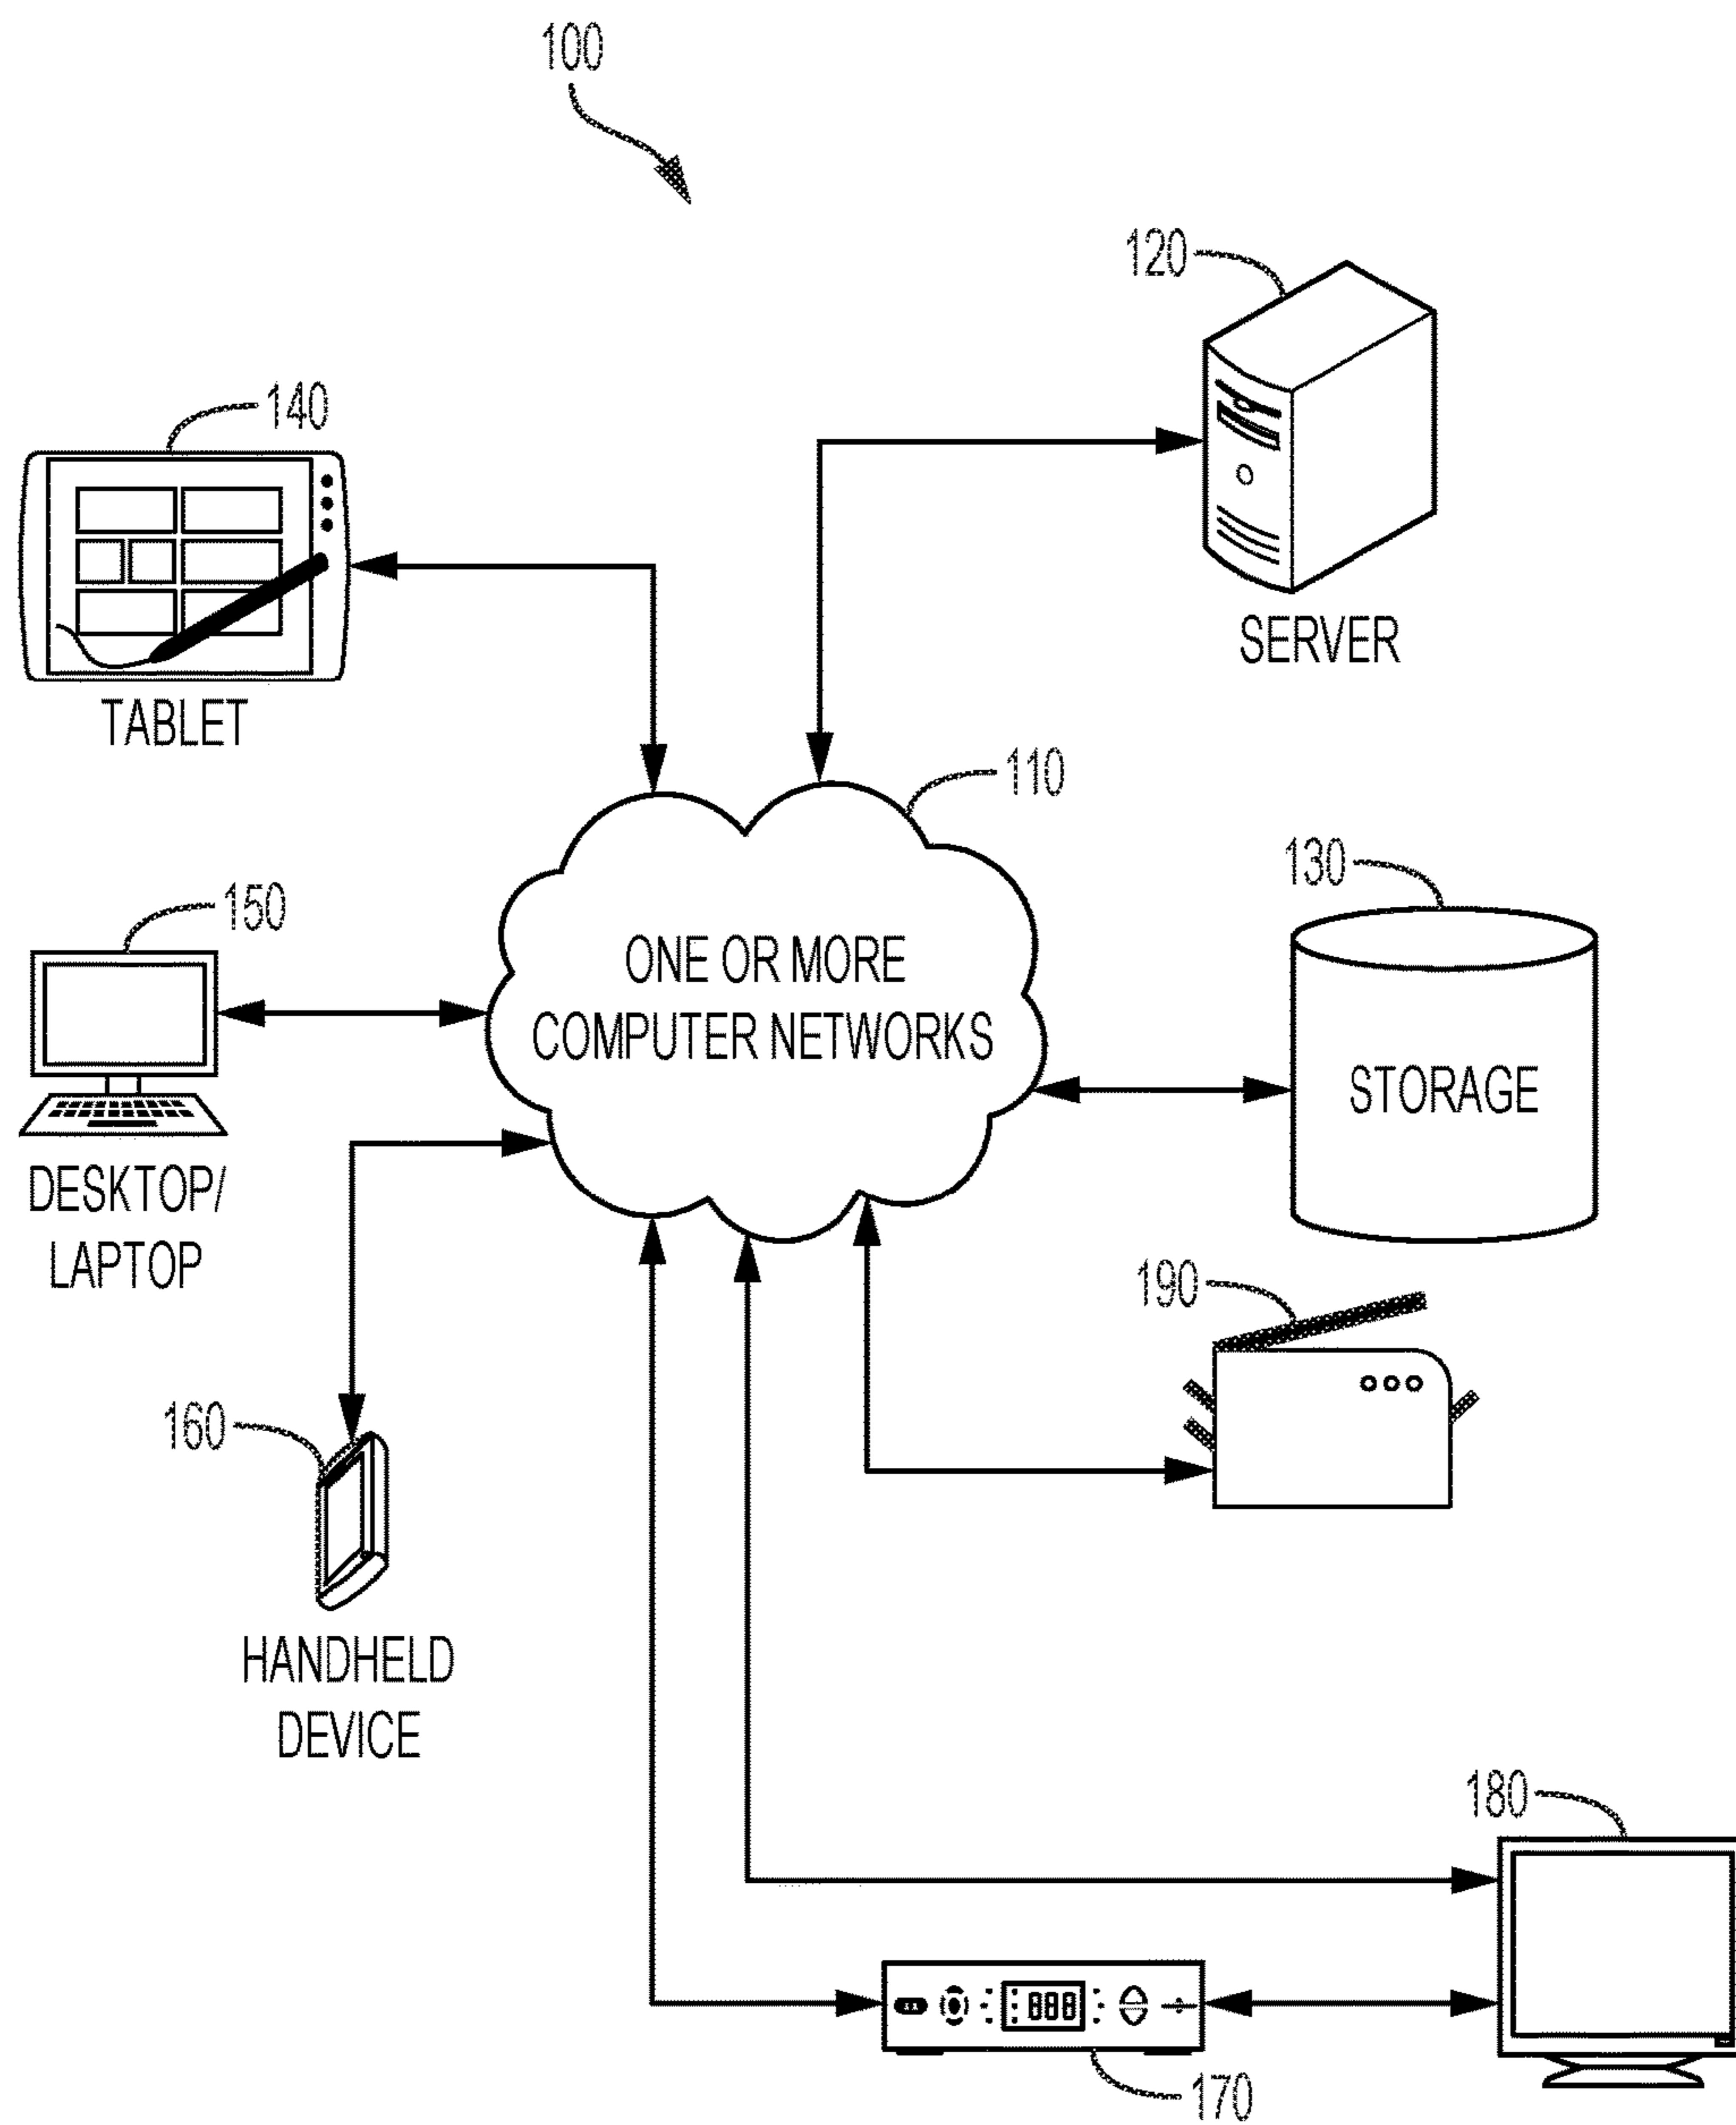 100
120
SERVER
140
TABLET
110
ONE OR MORE
COMPUTER NETWORKS
130
STORAGE
150
DESKTOP/
LAPTOP
190
160
HANDHELD
DEVICE
180
888
170